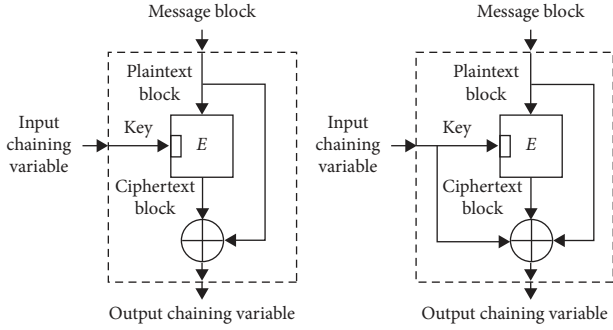 Message block
Plaintext
block
Input
chaining
variable
Key
E
Ciphertext
block
Output chaining variable
Message block
Plaintext
block
Input
chaining
variable
Key
E
Ciphertext
block
Output chaining variable